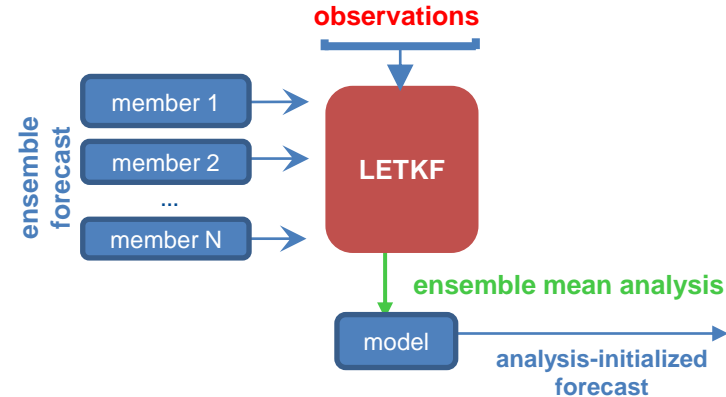 observations
ensemble
forecast
member 1
member 2
...
member N
LETKF
ensemble mean analysis
model
analysis-initialized
forecast